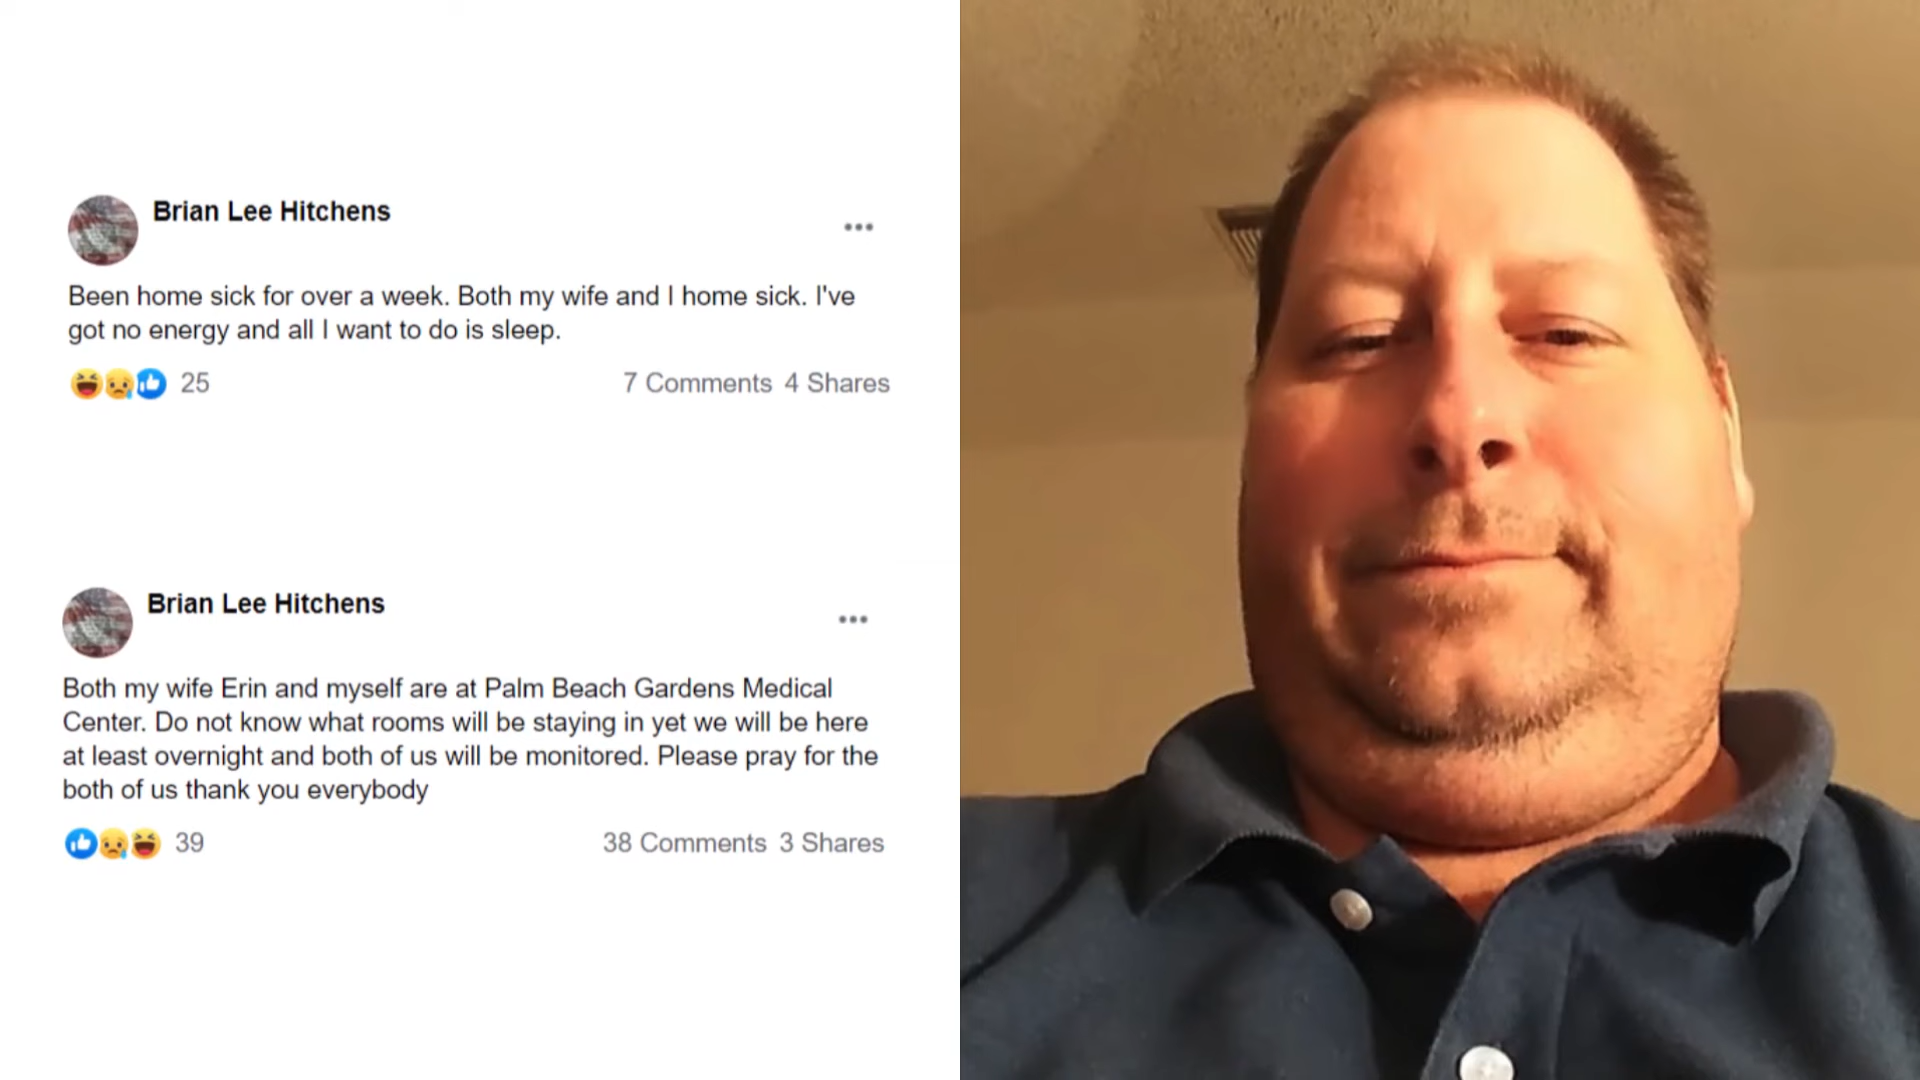 Brian Lee Hitchens
Been home sick for over a week. Both my wife and I home sick. I've
got no energy and all I want to do is sleep.
25
7 Comments 4 Shares
Brian Lee Hitchens
Both my wife Erin and myself are at Palm Beach Gardens Medical
Center. Do not know what rooms will be staying in yet we will be here
at least overnight and both of us will be monitored. Please pray for the
both of us thank you everybody
39
38 Comments 3 Shares